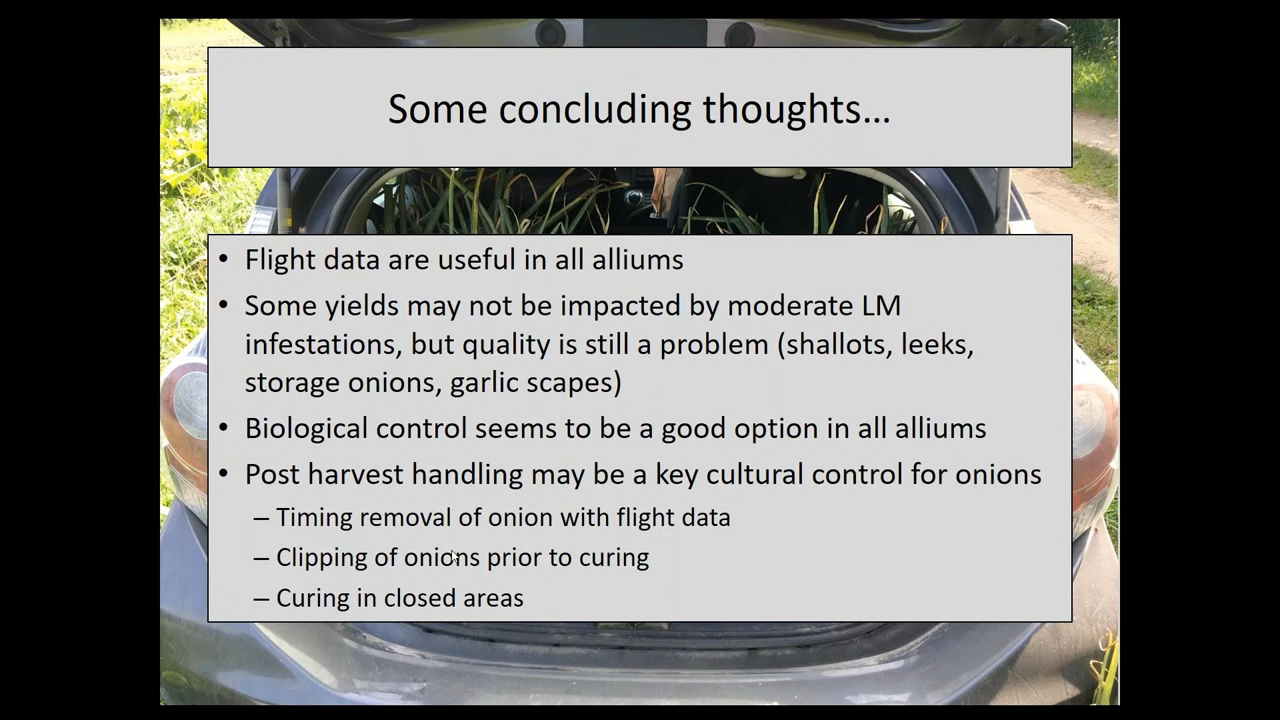 Some concluding thoughts…
• Flight data are useful in all alliums
• Some yields may not be impacted by moderate LM
infestations, but quality is still a problem (shallots, leeks,
storage onions, garlic scapes)
• Biological control seems to be a good option in all alliums
• Post harvest handling may be a key cultural control for onions
– Timing removal of onion with flight data
– Clipping of onions prior to curing
– Curing in closed areas